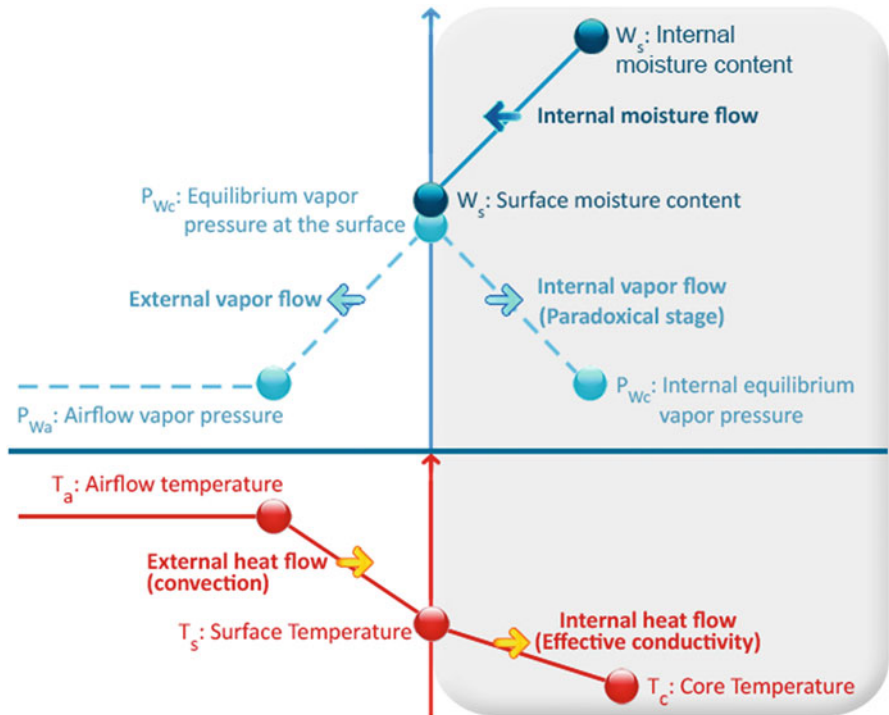 W_s: Internal
moisture content
Internal moisture flow
P_Wc: Equilibrium vapor
pressure at the surface
W_s: Surface moisture content
External vapor flow
Internal vapor flow
(Paradoxical stage)
P_Wa: Airflow vapor pressure
P_Wc: Internal equilibrium
vapor pressure
T_a: Airflow temperature
External heat flow
(convection)
T_s: Surface Temperature
Internal heat flow
(Effective conductivity)
T_c: Core Temperature